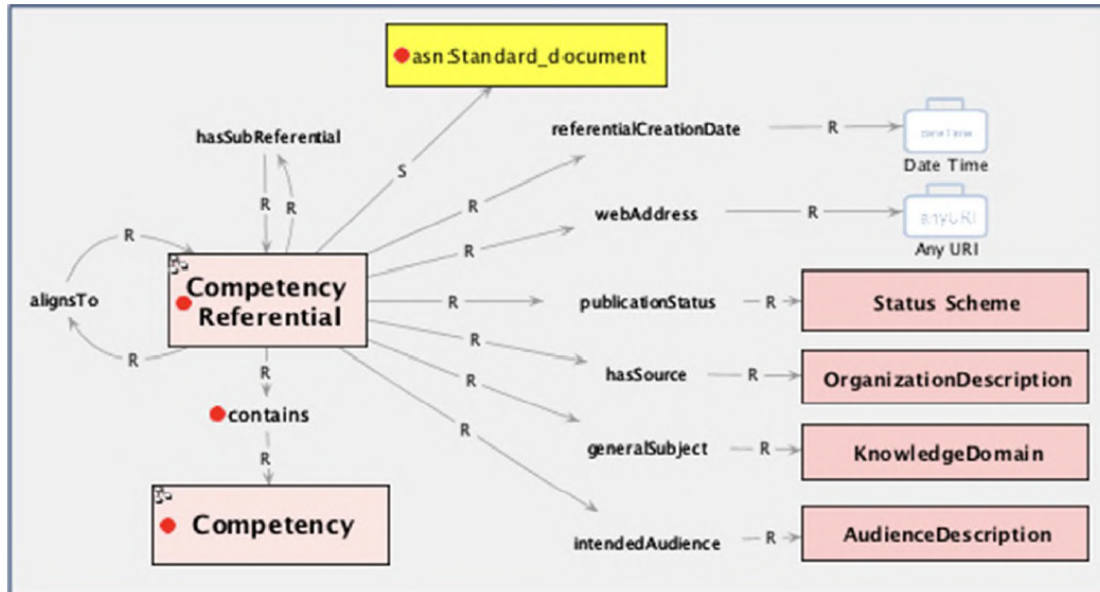 asn:Standard_document
hasSubReferential
referentialCreationDate
R
dateTime
Date Time
S
R
R
R
webAddress
R
anyURI
Any URI
R
R
alignsTo
Competency
Referential
R
publicationStatus
R
Status Scheme
R
R
hasSource
R
OrganizationDescription
R
R
contains
R
generalSubject
R
KnowledgeDomain
R
Competency
intendedAudience
R
AudienceDescription